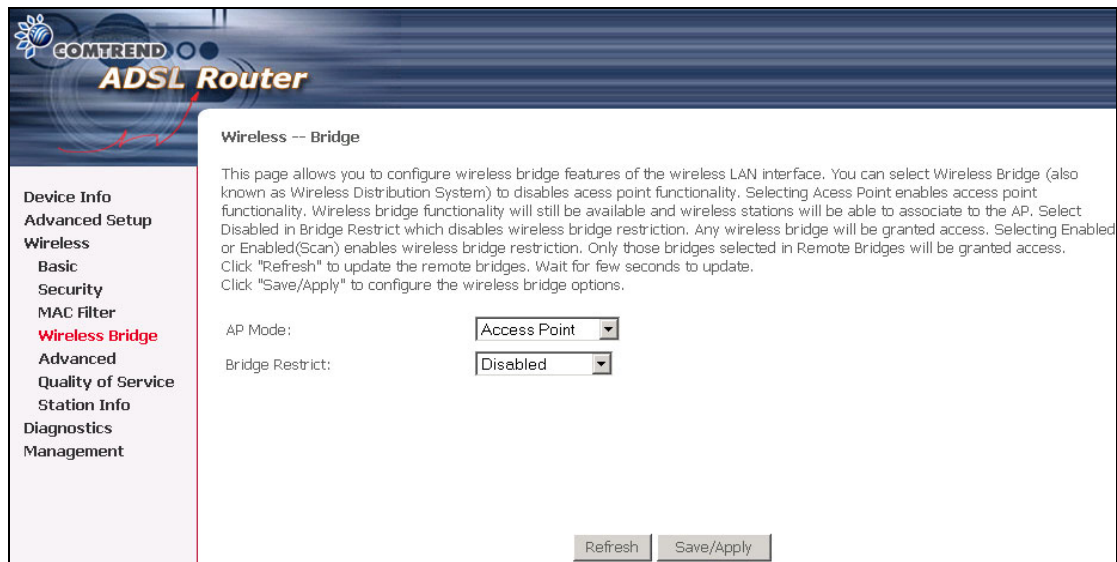 COMTREND
ADSL Router
Device Info
Advanced Setup
Wireless
Basic
Security
MAC Filter
Wireless Bridge
Advanced
Quality of Service
Station Info
Diagnostics
Management
Wireless -- Bridge
This page allows you to configure wireless bridge features of the wireless LAN interface. You can select Wireless Bridge (also
known as Wireless Distribution System) to disables acess point functionality. Selecting Acess Point enables access point
functionality. Wireless bridge functionality will still be available and wireless stations will be able to associate to the AP. Select
Disabled in Bridge Restrict which disables wireless bridge restriction. Any wireless bridge will be granted access. Selecting Enabled
or Enabled(Scan) enables wireless bridge restriction. Only those bridges selected in Remote Bridges will be granted access.
Click "Refresh" to update the remote bridges. Wait for few seconds to update.
Click "Save/Apply" to configure the wireless bridge options.
AP Mode: Access Point
Bridge Restrict: Disabled
Refresh Save/Apply